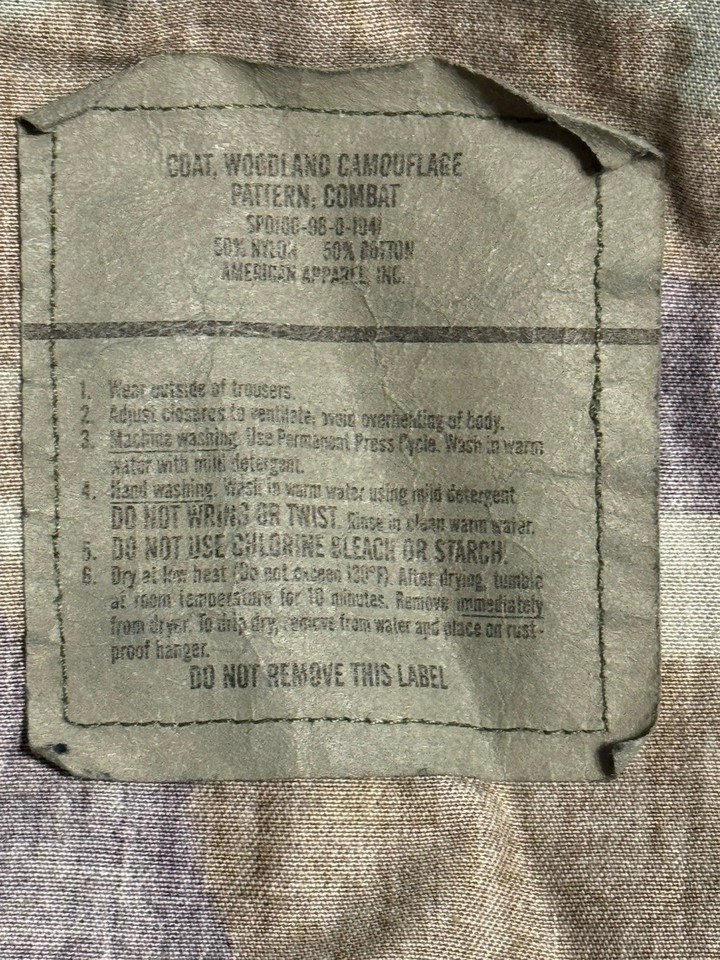 COAT, WOODLAND CAMOUFLAGE
PATTERN: COMBAT
50% NYLON 50% COTTON
AMERICAN APPAREL, INC.
1. Wear outside of trousers.
2. Adjust closures to ventilate; avoid overheating of body.
3. Machine washing. Use Permanent Press Cycle. Wash in warm
water with mild detergent.
4. Hand washing. Wash in warm water using mild detergent
DO NOT WRING OR TWIST. Rinse in clean warm water.
5. DO NOT USE CHLORINE BLEACH OR STARCH.
6. Dry at low heat (Do not exceed 130°F). After drying, tumble
at room temperature for 10 minutes. Remove immediately
from dryer. To drip dry, remove from water and place on rust-
proof hanger.
DO NOT REMOVE THIS LABEL